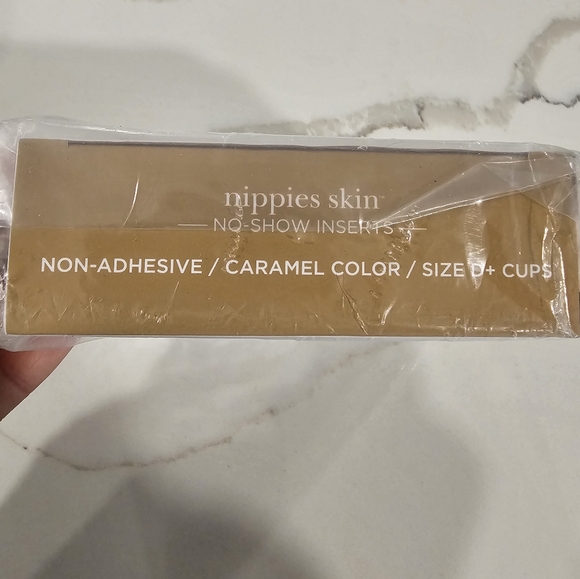 nippies skin
NO-SHOW INSERTS
NON-ADHESIVE / CARAMEL COLOR / SIZE D+ CUPS